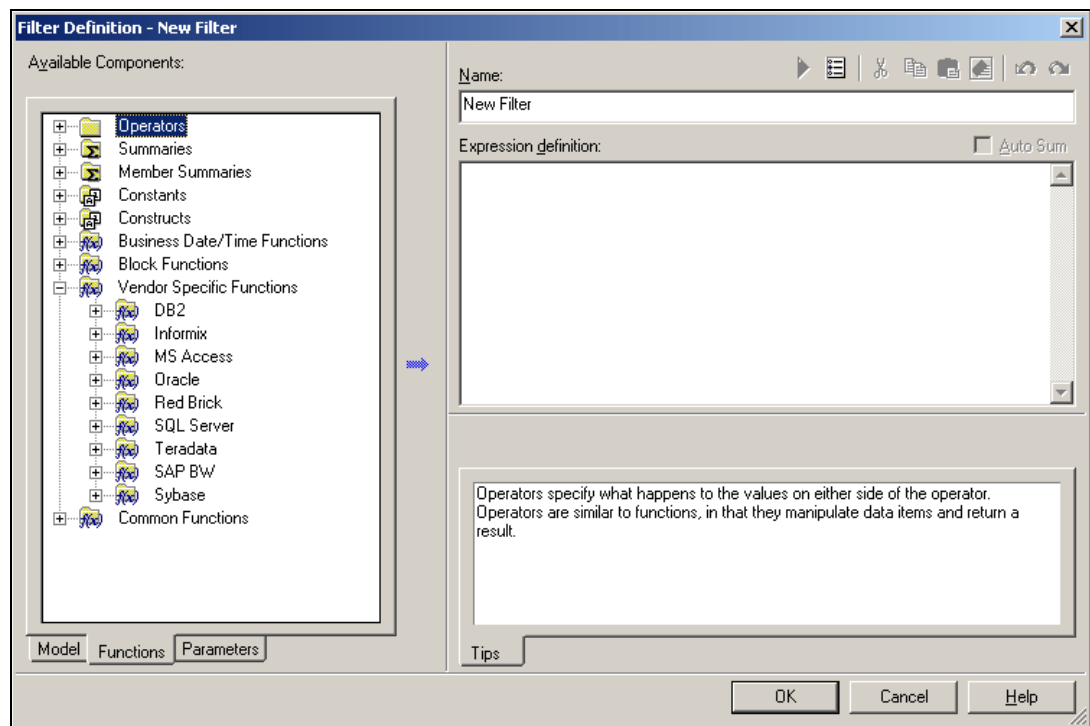 Filter Definition - New Filter
Available Components:
Operators
Summaries
Member Summaries
Constants
Constructs
Business Date/Time Functions
Block Functions
Vendor Specific Functions
DB2
Informix
MS Access
Oracle
Red Brick
SQL Server
Teradata
SAP BW
Sybase
Common Functions
Model
Functions
Parameters
Name:
New Filter
Expression definition:
Auto Sum
Operators specify what happens to the values on either side of the operator.
Operators are similar to functions, in that they manipulate data items and return a
result.
Tips
OK
Cancel
Help